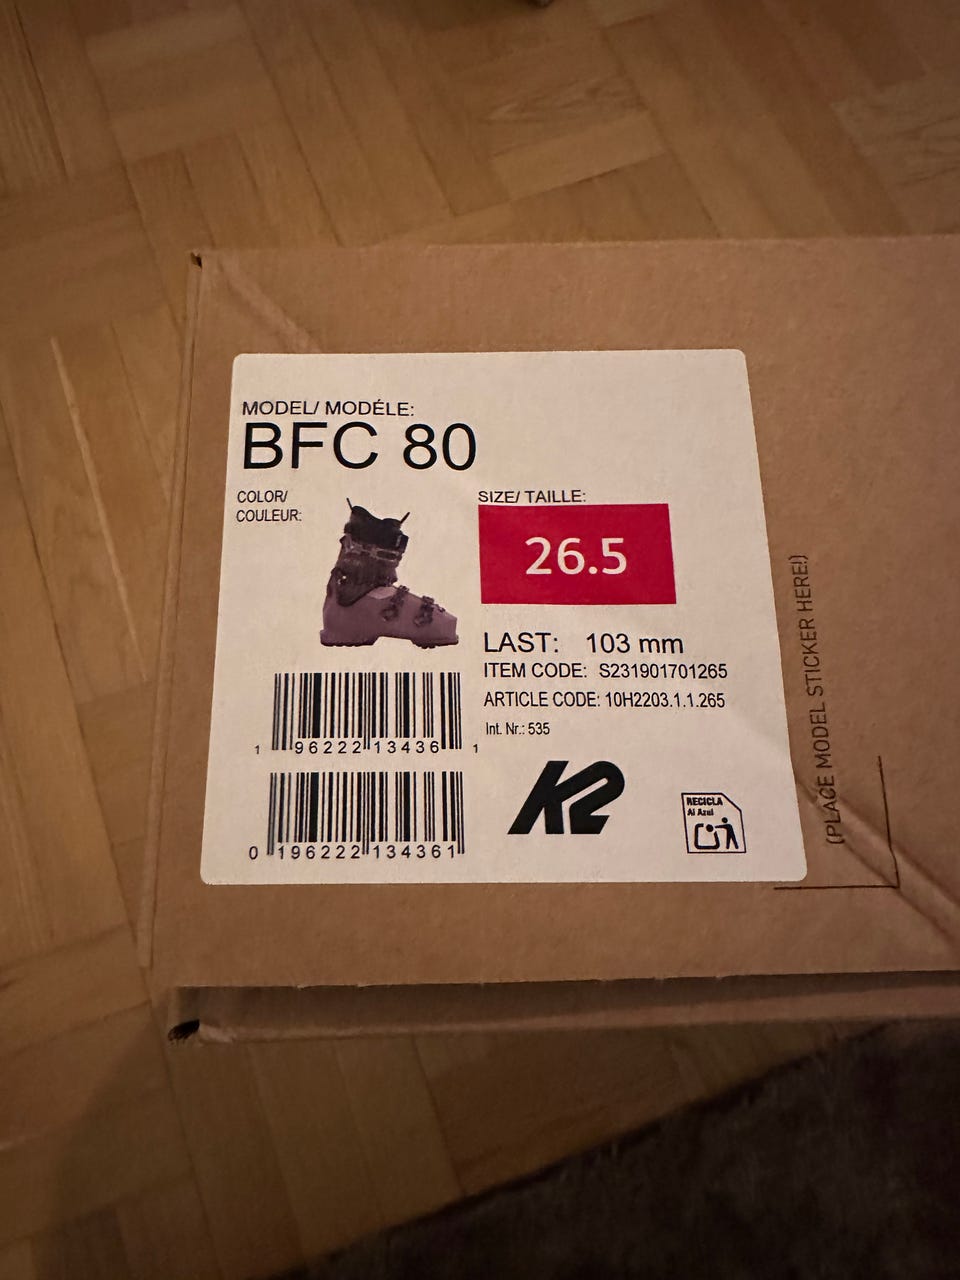 MODEL/ MODÉLE:
BFC 80
COLOR/
COULEUR:
SIZE/ TAILLE:
26.5
LAST: 103 mm
ITEM CODE: S231901701265
ARTICLE CODE: 10H2203.1.1.265
Int. Nr.: 535
1 96222 13436 1
0 196222 134361
K2
RECICLA
Al Azul
(PLACE MODEL STICKER HERE!)